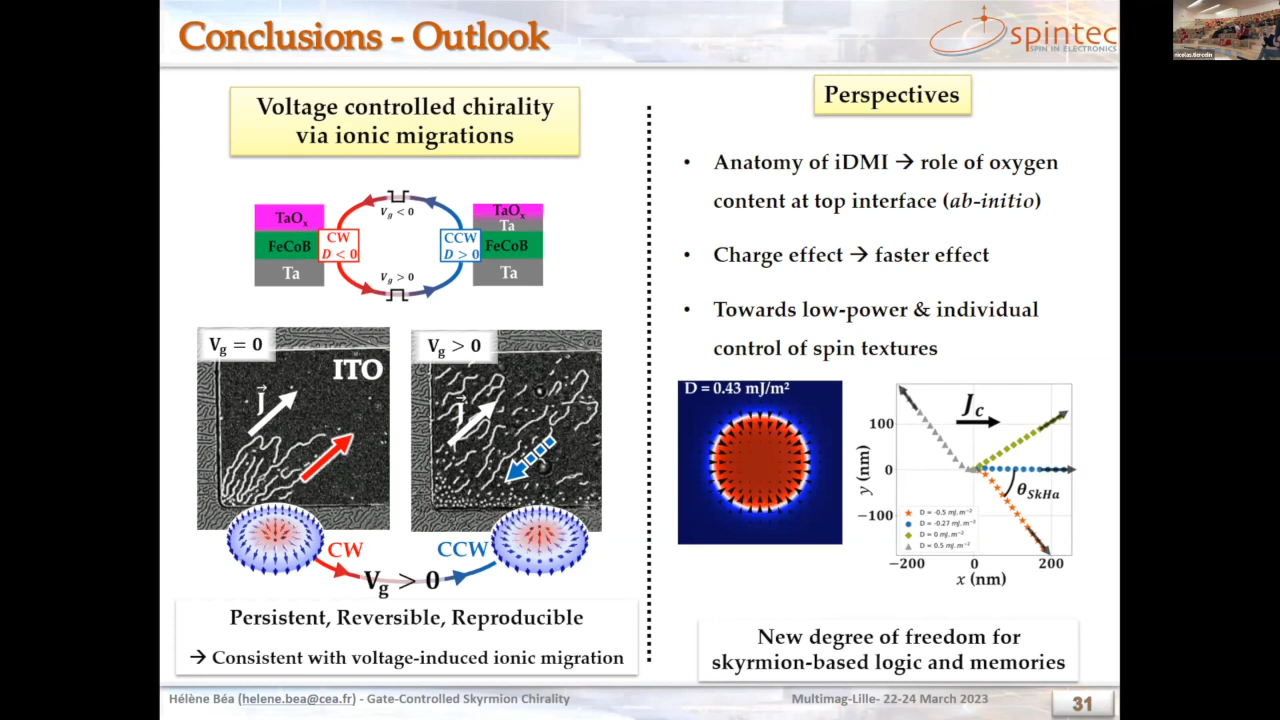 Conclusions - Outlook
spintec
SPIN IN ELECTRONICS
nicolas.tiercelin
Voltage controlled chirality
via ionic migrations
TaOx
FeCoB
Ta
CW
D < 0
Vg < 0
Vg > 0
CCW
D > 0
TaOx
Ta
FeCoB
Ta
Vg = 0
ITO
J
Vg > 0
J
CW
Vg > 0
CCW
Persistent, Reversible, Reproducible
→ Consistent with voltage-induced ionic migration
Perspectives
• Anatomy of iDMI → role of oxygen
content at top interface (ab-initio)
• Charge effect → faster effect
• Towards low-power & individual
control of spin textures
D = 0.43 mJ/m²
Jc
θSkHa
y (nm)
100
0
−100
D = -0.5 mJ.m⁻²
D = -0.27 mJ.m⁻²
D = 0 mJ.m⁻²
D = 0.5 mJ.m⁻²
−200
0
200
x (nm)
New degree of freedom for
skyrmion-based logic and memories
Hélène Béa (helene.bea@cea.fr) - Gate-Controlled Skyrmion Chirality
Multimag-Lille- 22-24 March 2023
31